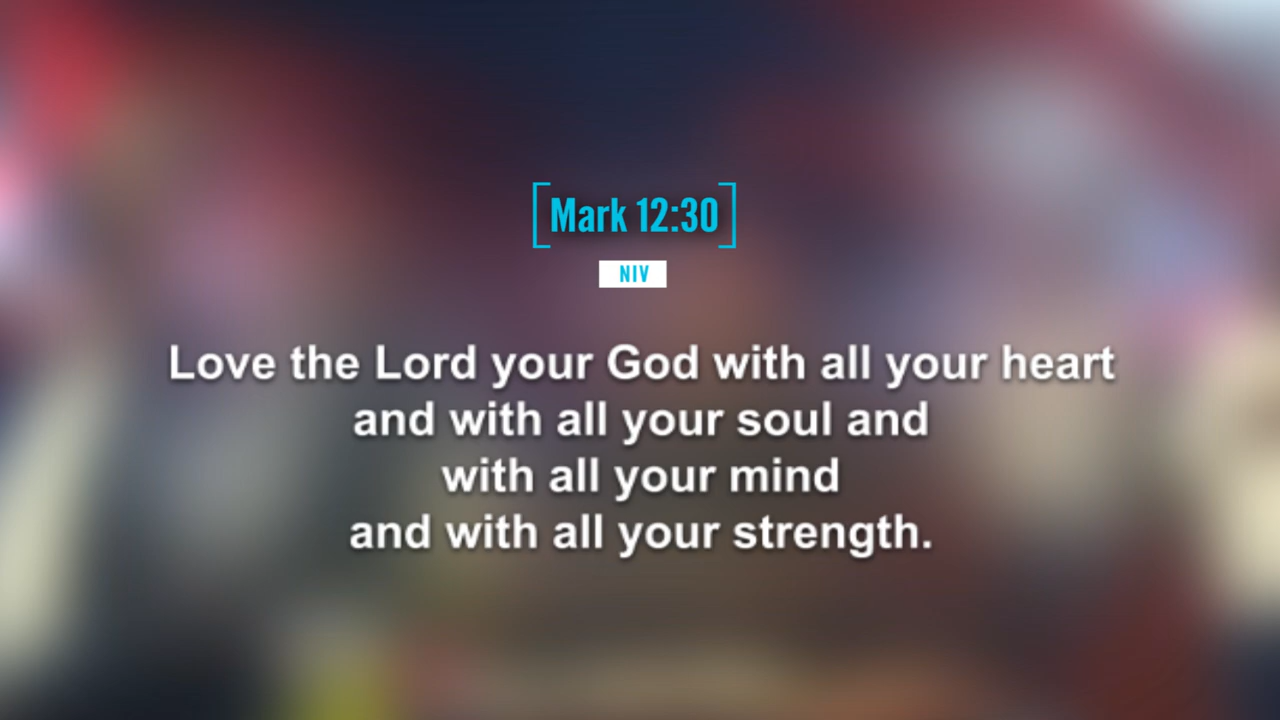 [Mark 12:30]
NIV
Love the Lord your God with all your heart
and with all your soul and
with all your mind
and with all your strength.